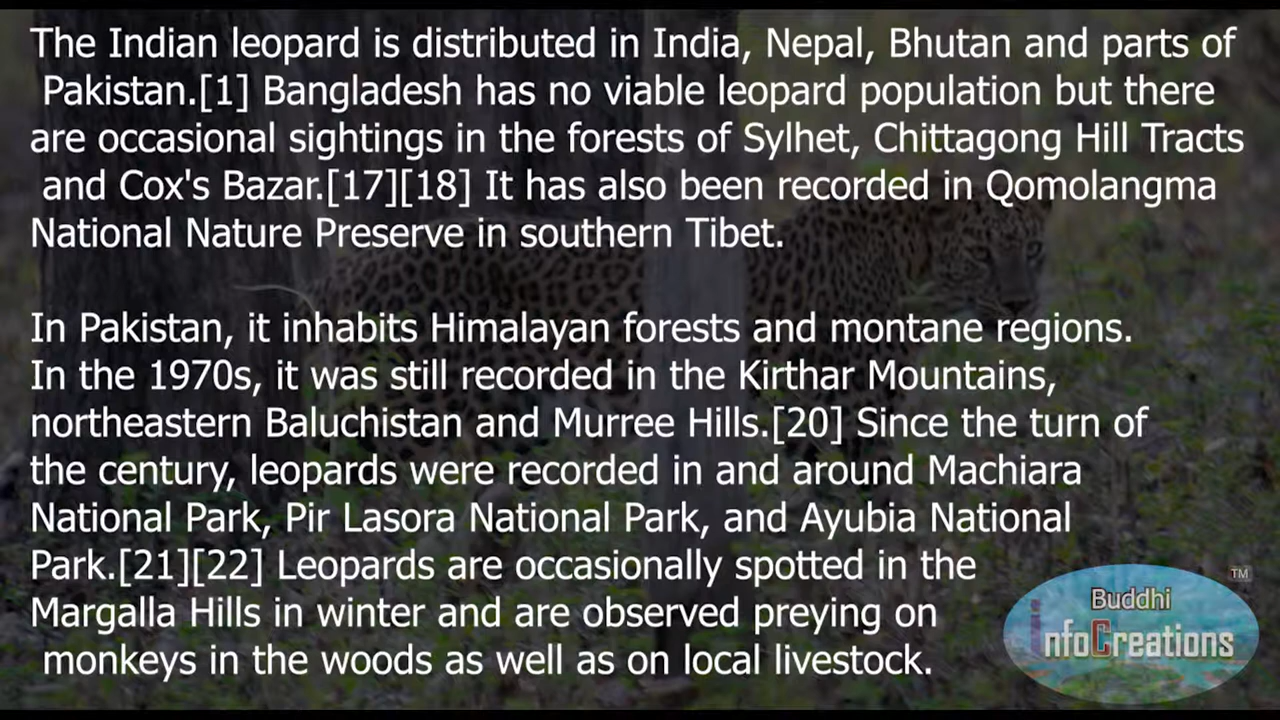 The Indian leopard is distributed in India, Nepal, Bhutan and parts of
Pakistan.[1] Bangladesh has no viable leopard population but there
are occasional sightings in the forests of Sylhet, Chittagong Hill Tracts
and Cox's Bazar.[17][18] It has also been recorded in Qomolangma
National Nature Preserve in southern Tibet.
In Pakistan, it inhabits Himalayan forests and montane regions.
In the 1970s, it was still recorded in the Kirthar Mountains,
northeastern Baluchistan and Murree Hills.[20] Since the turn of
the century, leopards were recorded in and around Machiara
National Park, Pir Lasora National Park, and Ayubia National
Park.[21][22] Leopards are occasionally spotted in the
Margalla Hills in winter and are observed preying on
monkeys in the woods as well as on local livestock.
TM
Buddhi
infoCreations